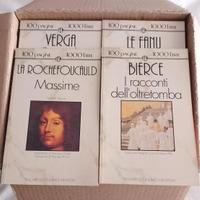 100 pagine 1000 lire
VERGA
100 pagine 1000 lire
LE FANU
100 pagine 1000 lire
LA ROCHEFOUCAULD
Massime
100 pagine 1000 lire
BIERCE
I racconti
dell'oltretomba